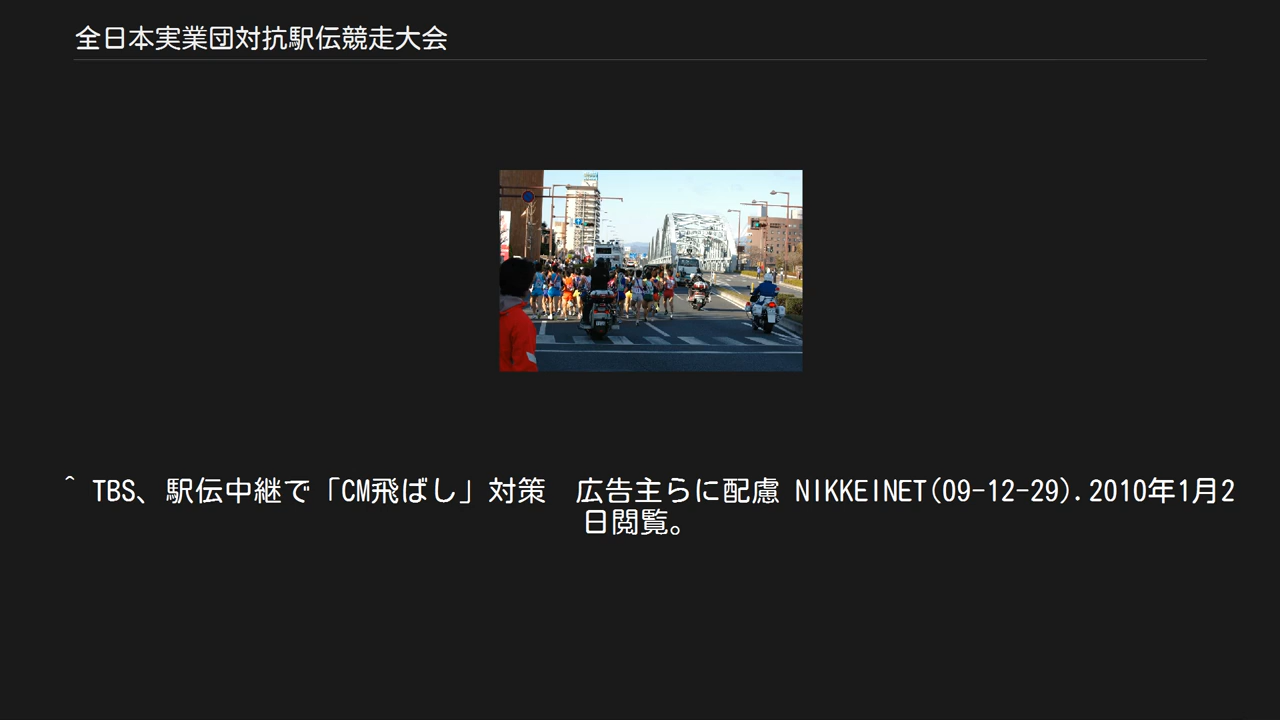 全日本実業団対抗駅伝競走大会
^ TBS、駅伝中継で「CM飛ばし」対策　広告主らに配慮 NIKKEINET(09-12-29).2010年1月2
日閲覧。